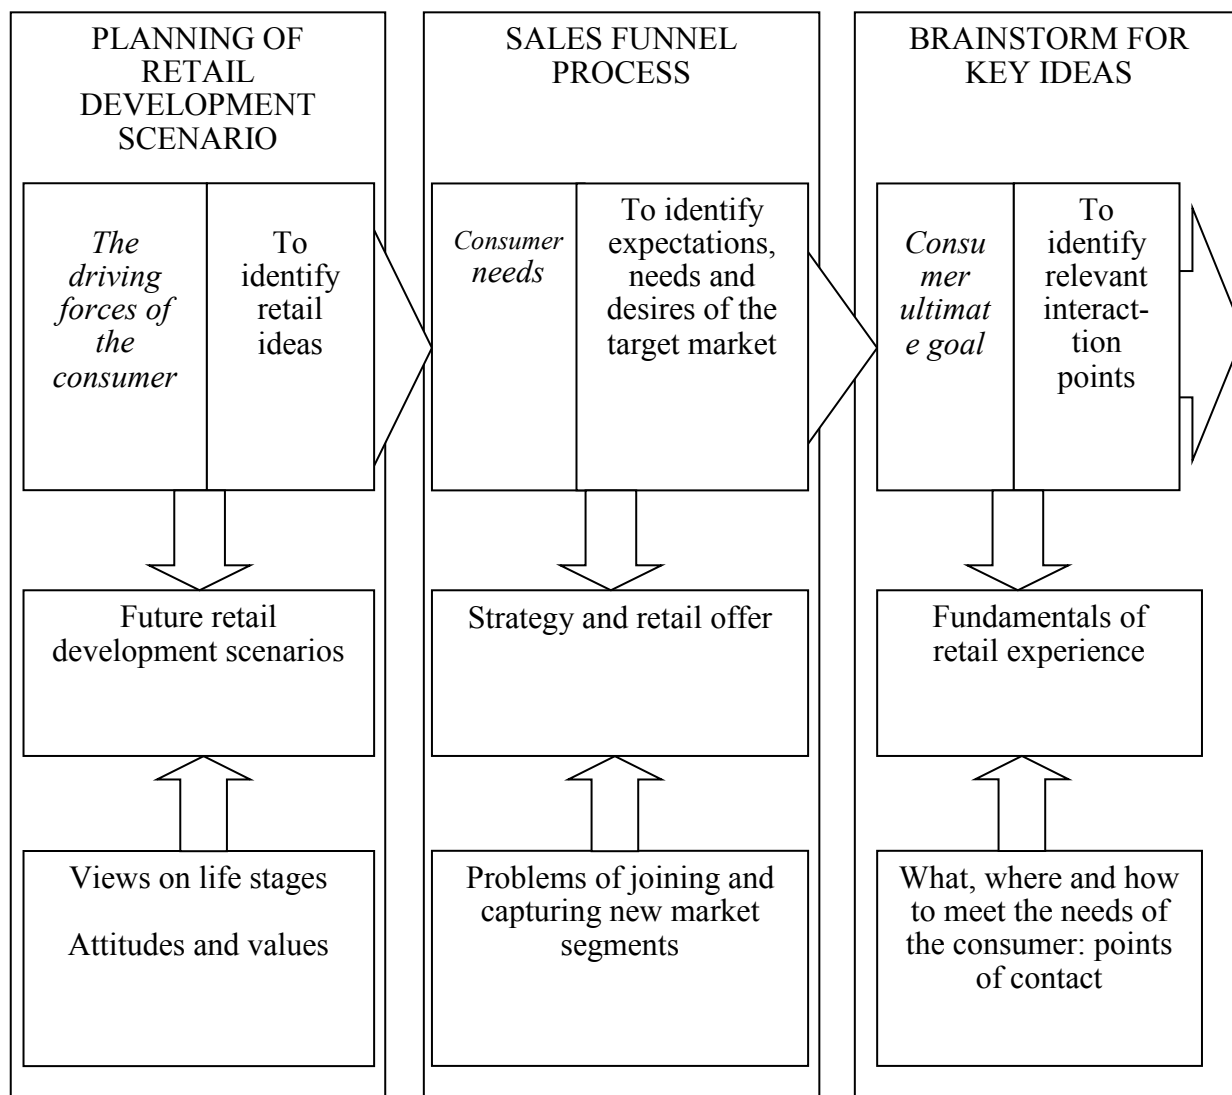 PLANNING OF
RETAIL
DEVELOPMENT
SCENARIO
The
driving
forces of
the
consumer
To
identify
retail
ideas
Future retail
development scenarios
Views on life stages
Attitudes and values
SALES FUNNEL
PROCESS
Consumer
needs
To identify
expectations,
needs and
desires of the
target market
Strategy and retail offer
Problems of joining and
capturing new market
segments
BRAINSTORM FOR
KEY IDEAS
Consu
mer
ultimat
e goal
To
identify
relevant
interact-
tion
points
Fundamentals of
retail experience
What, where and how
to meet the needs of
the consumer: points
of contact